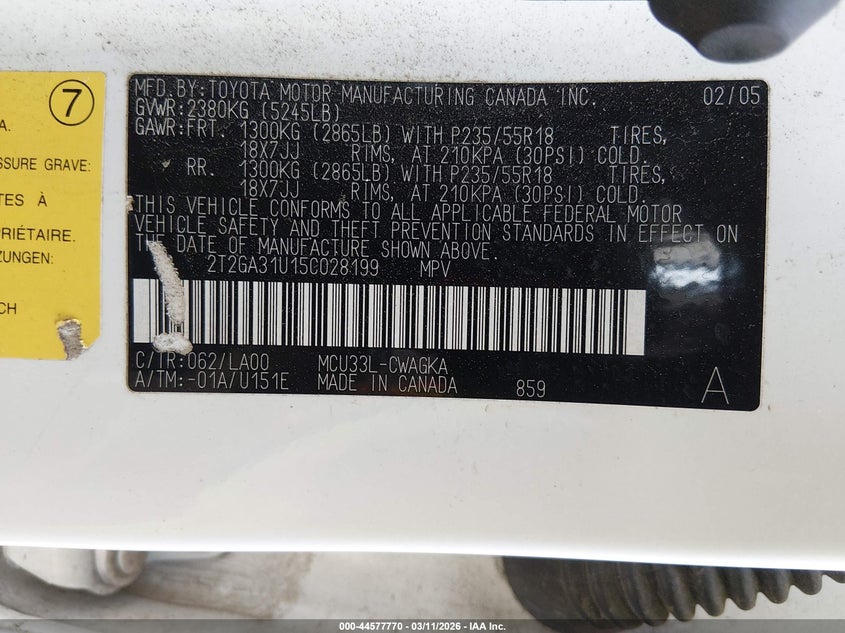 7
A.
SSURE GRAVE:
TES À
PRIÉTAIRE.
ZUNGEN:
CH
MFD.BY:TOYOTA MOTOR MANUFACTURING CANADA INC. 02/05
GVWR:2380KG (5245LB)
GAWR:FRT. 1300KG (2865LB) WITH P235/55R18 TIRES,
18X7JJ RIMS, AT 210KPA (30PSI) COLD.
RR. 1300KG (2865LB) WITH P235/55R18 TIRES,
18X7JJ RIMS, AT 210KPA (30PSI) COLD.
THIS VEHICLE CONFORMS TO ALL APPLICABLE FEDERAL MOTOR
VEHICLE SAFETY AND THEFT PREVENTION STANDARDS IN EFFECT ON
THE DATE OF MANUFACTURE SHOWN ABOVE.
2T2GA31U15C028199 MPV
C/TR:062/LA00 MCU33L-CWAGKA
A/TM:-01A/U151E MADE IN CANADA 859 A
000-44577770 - 03/11/2026 - IAA Inc.